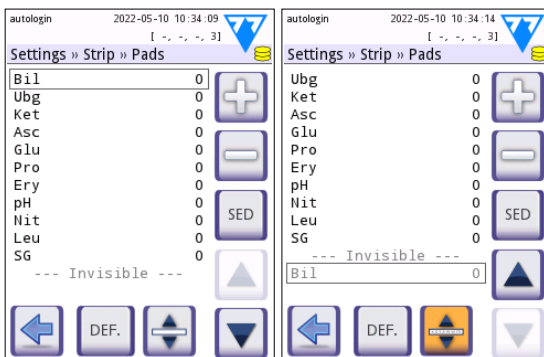 autologin 2022-05-10 10:34:09
[ -, -, -, 3]
Settings » Strip » Pads
Bil 0
Ubg 0
Ket 0
Asc 0
Glu 0
Pro 0
Ery 0
pH 0
Nit 0
Leu 0
SG 0
--- Invisible ---
SED
DEF.
autologin 2022-05-10 10:34:14
[ -, -, -, 3]
Settings » Strip » Pads
Ubg 0
Ket 0
Asc 0
Glu 0
Pro 0
Ery 0
pH 0
Nit 0
Leu 0
SG 0
--- Invisible ---
Bil 0
SED
DEF.